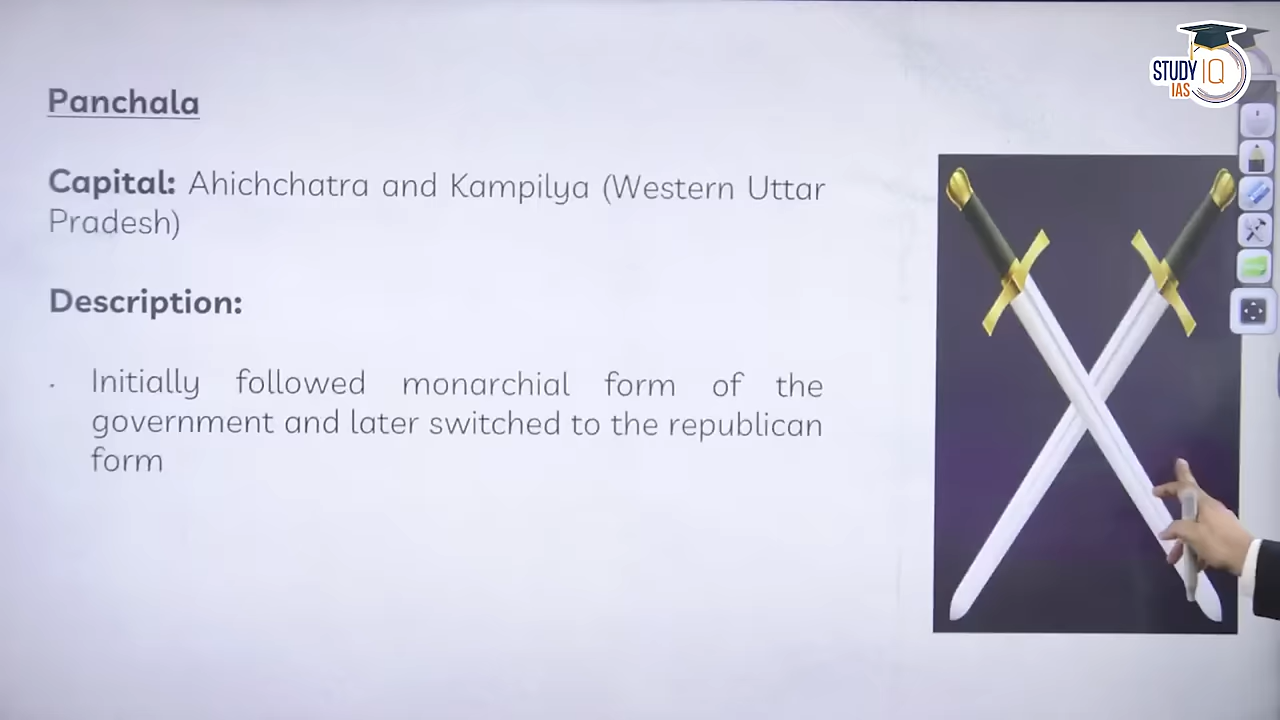 STUDY IQ
IAS
Panchala
Capital: Ahichchatra and Kampilya (Western Uttar
Pradesh)
Description:
· Initially followed monarchial form of the
government and later switched to the republican
form